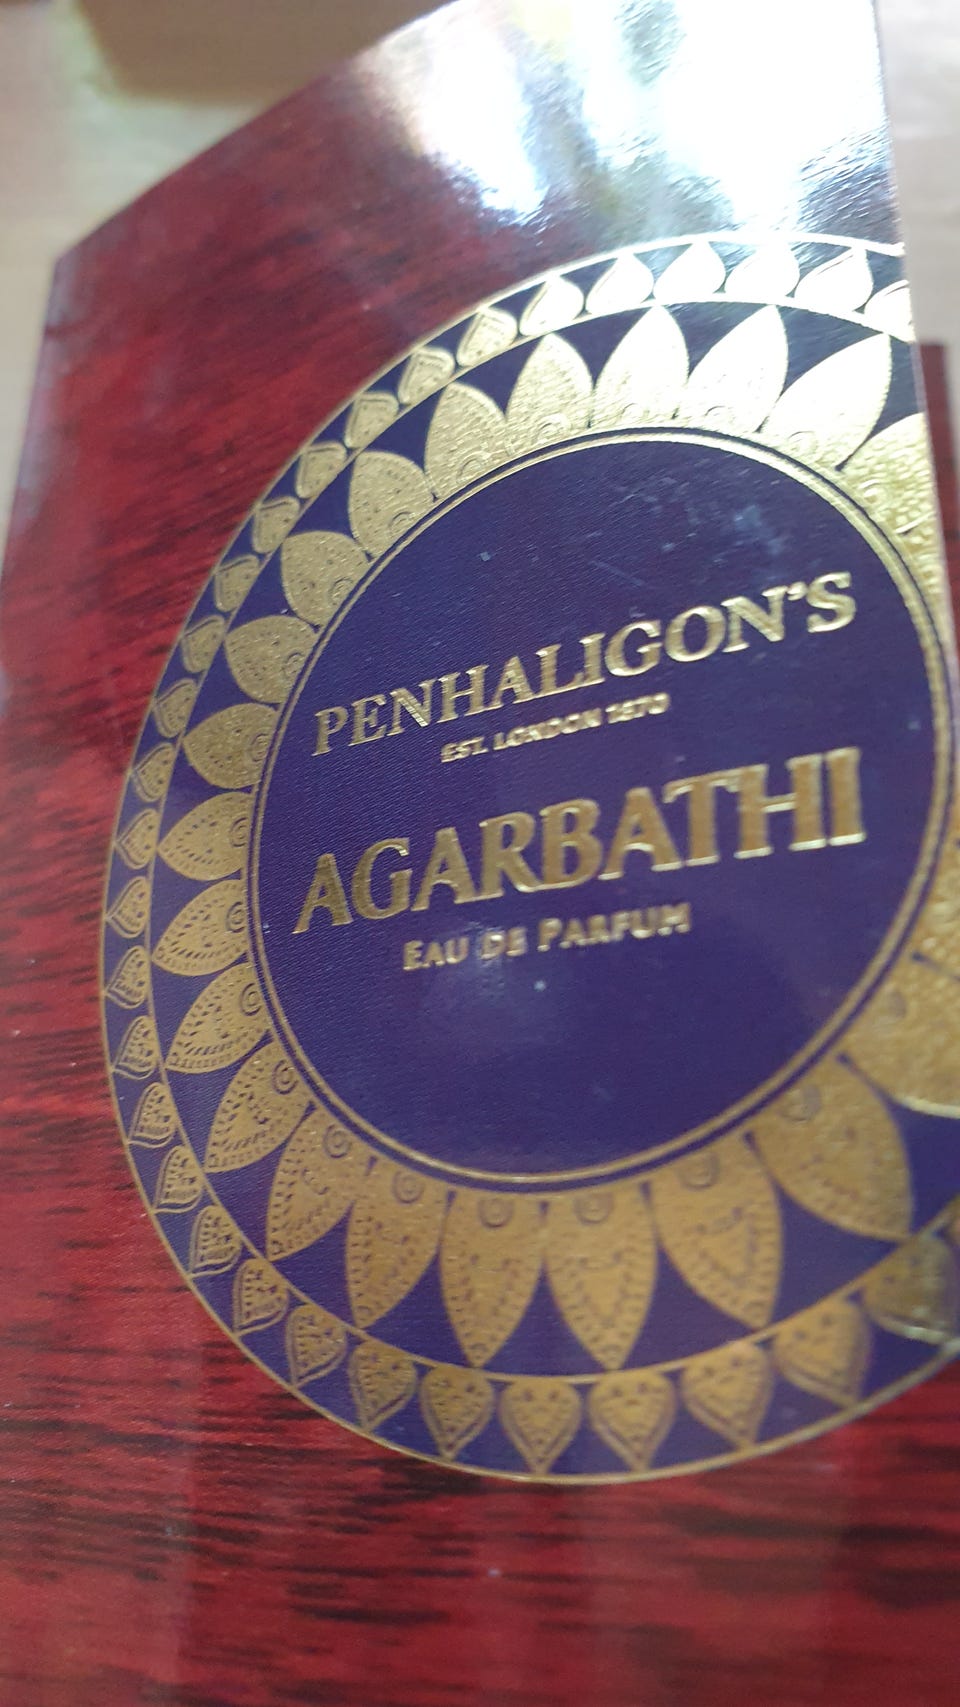 PENHALIGON'S
EST. LONDON 1870
AGARBATHI
EAU DE PARFUM